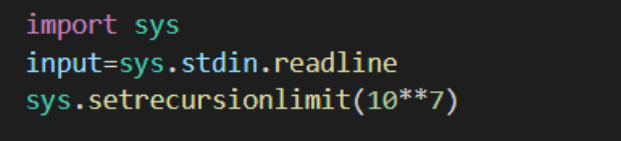 import sys
input=sys.stdin.readline
sys.setrecursionlimit(10**7)